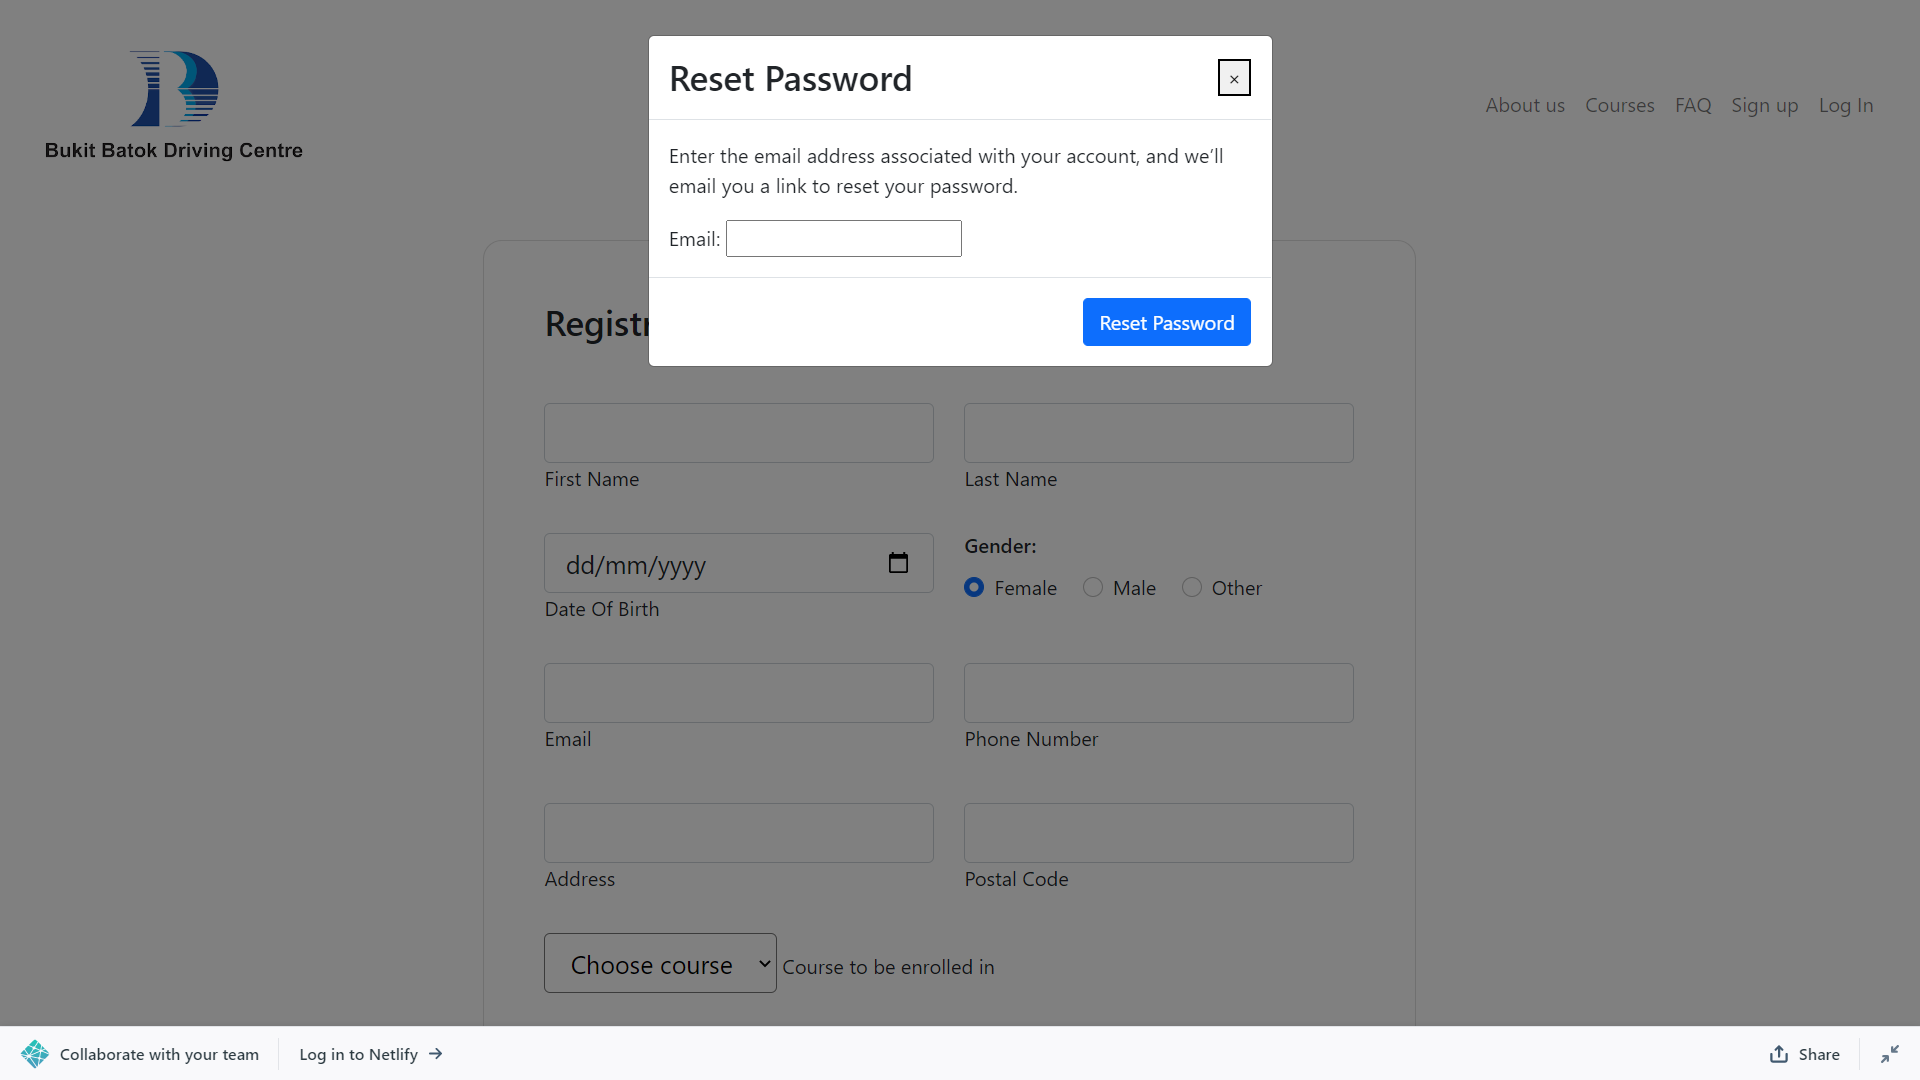 Bukit Batok Driving Centre
About us Courses FAQ Sign up Log In
Reset Password
×
Enter the email address associated with your account, and we’ll
email you a link to reset your password.
Email:
Reset Password
Registr
First Name
Last Name
dd/mm/yyyy
Date Of Birth
Gender:
Female Male Other
Email
Phone Number
Address
Postal Code
Choose course
Course to be enrolled in
Collaborate with your team
Log in to Netlify →
Share